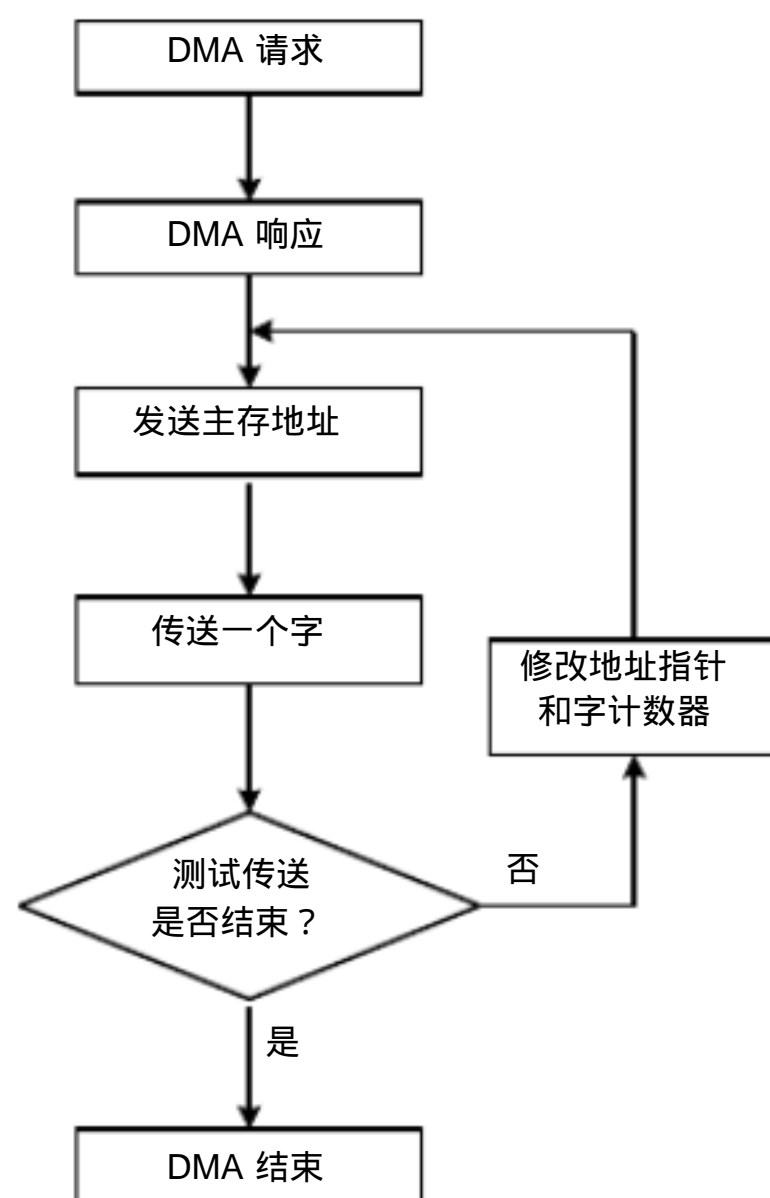 DMA 请求
DMA 响应
发送主存地址
传送一个字
修改地址指针
和字计数器
测试传送
是否结束？
否
是
DMA 结束